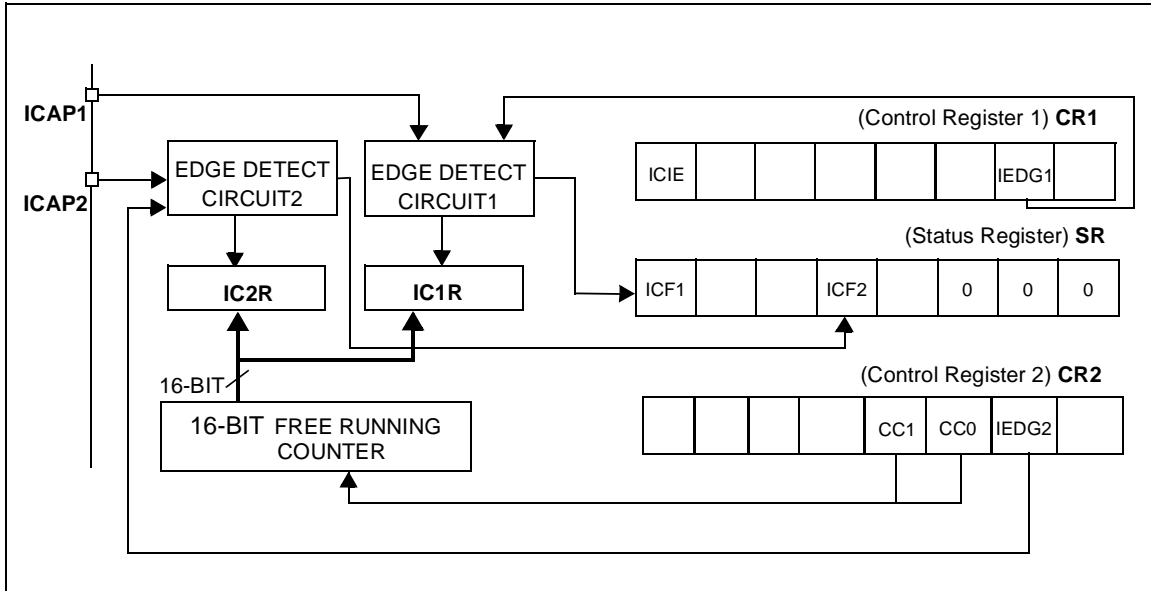 ICAP1
ICAP2
EDGE DETECT
CIRCUIT2
EDGE DETECT
CIRCUIT1
IC2R
IC1R
16-BIT
16-BIT FREE RUNNING
COUNTER
(Control Register 1) CR1
ICIE IEDG1
(Status Register) SR
ICF1 ICF2 0 0 0
(Control Register 2) CR2
CC1 CC0 IEDG2